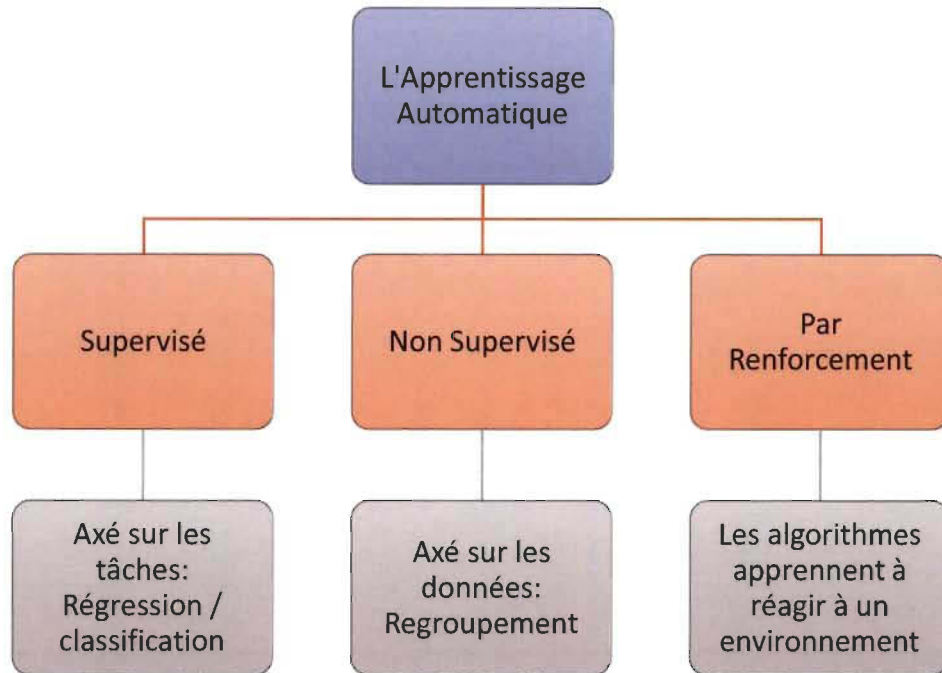 L'Apprentissage
Automatique
Supervisé
Non Supervisé
Par
Renforcement
Axé sur les
tâches:
Régression /
classification
Axé sur les
données:
Regroupement
Les algorithmes
apprennent à
réagir à un
environnement